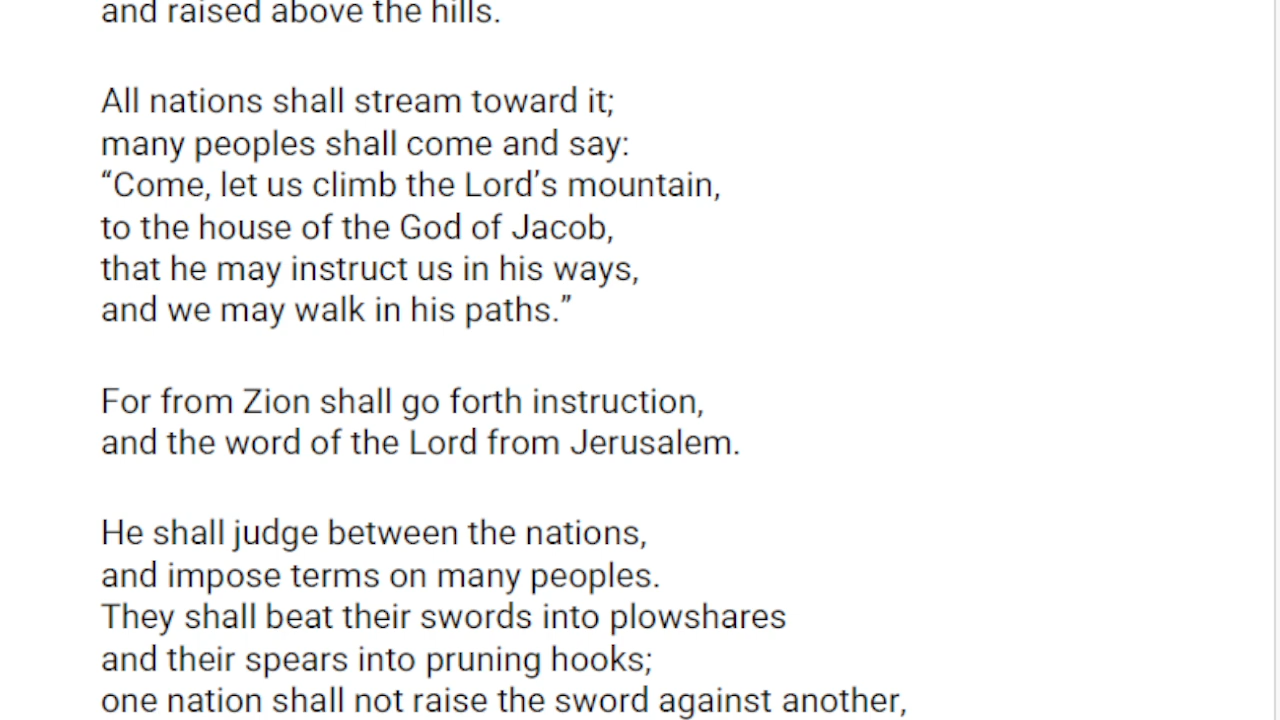 and raised above the hills.
All nations shall stream toward it;
many peoples shall come and say:
“Come, let us climb the Lord’s mountain,
to the house of the God of Jacob,
that he may instruct us in his ways,
and we may walk in his paths.”
For from Zion shall go forth instruction,
and the word of the Lord from Jerusalem.
He shall judge between the nations,
and impose terms on many peoples.
They shall beat their swords into plowshares
and their spears into pruning hooks;
one nation shall not raise the sword against another,